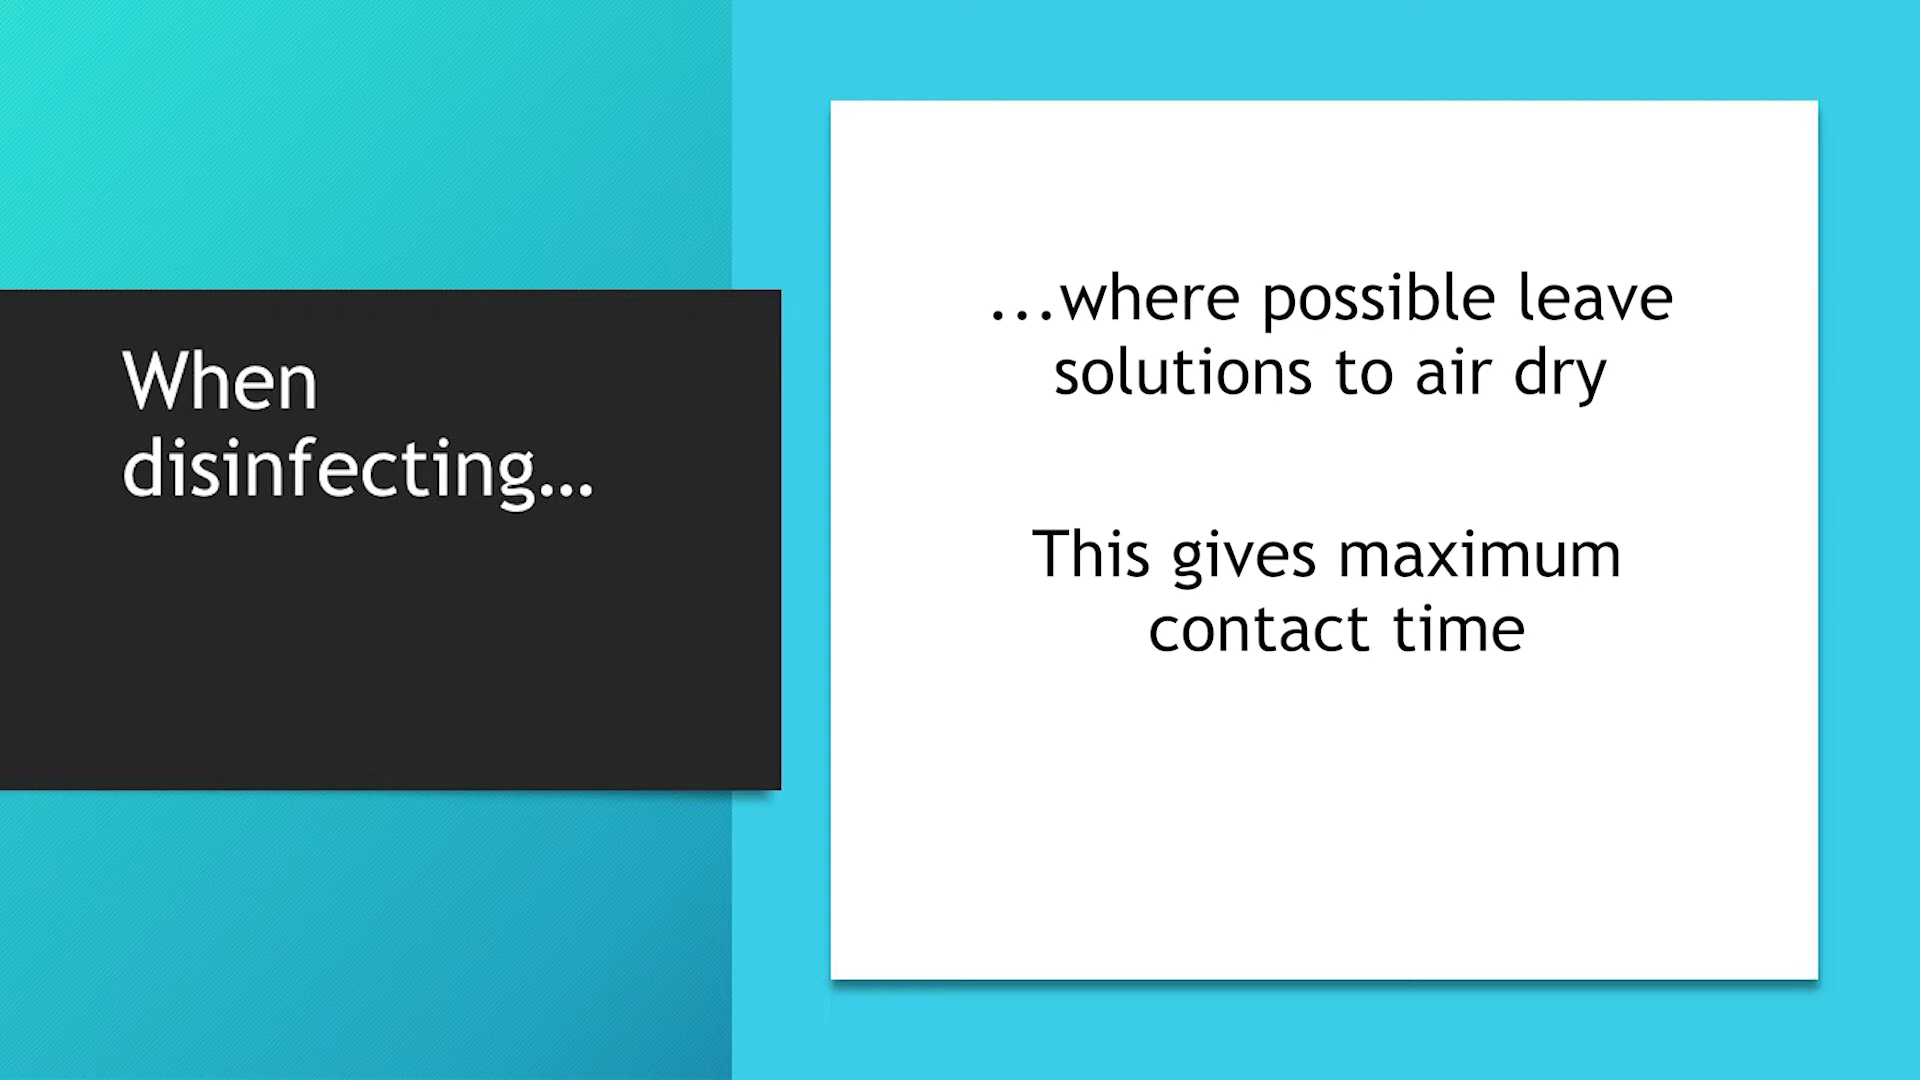 When
disinfecting…
...where possible leave
solutions to air dry
This gives maximum
contact time